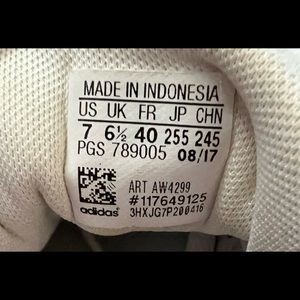 MADE IN INDONESIA
US UK FR JP CHN
7 6½ 40 255 245
PGS 789005 08/17
ART AW4299
#117649125
adidas 3HXJG7P200416